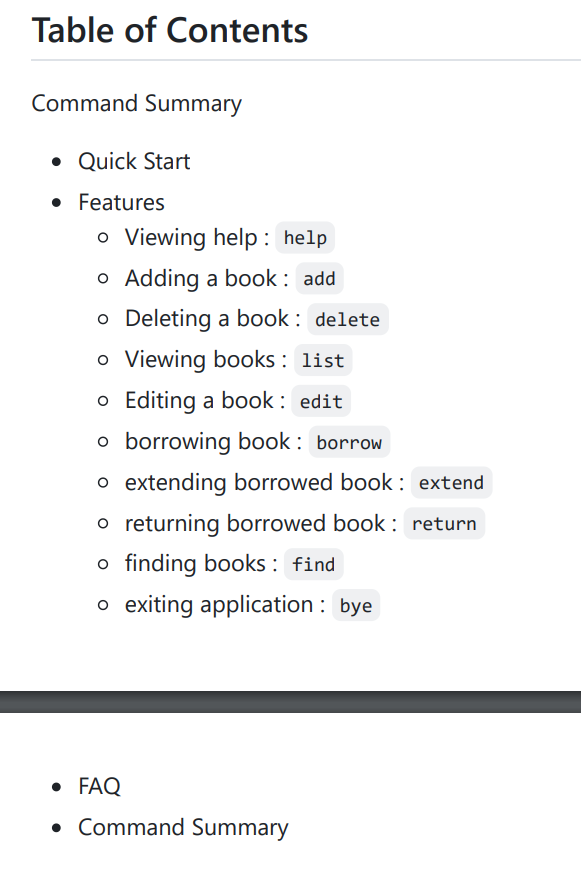 Table of Contents
Command Summary
Quick Start
Features
Viewing help : help
Adding a book : add
Deleting a book : delete
Viewing books : list
Editing a book : edit
borrowing book : borrow
extending borrowed book : extend
returning borrowed book : return
finding books : find
exiting application : bye
FAQ
Command Summary